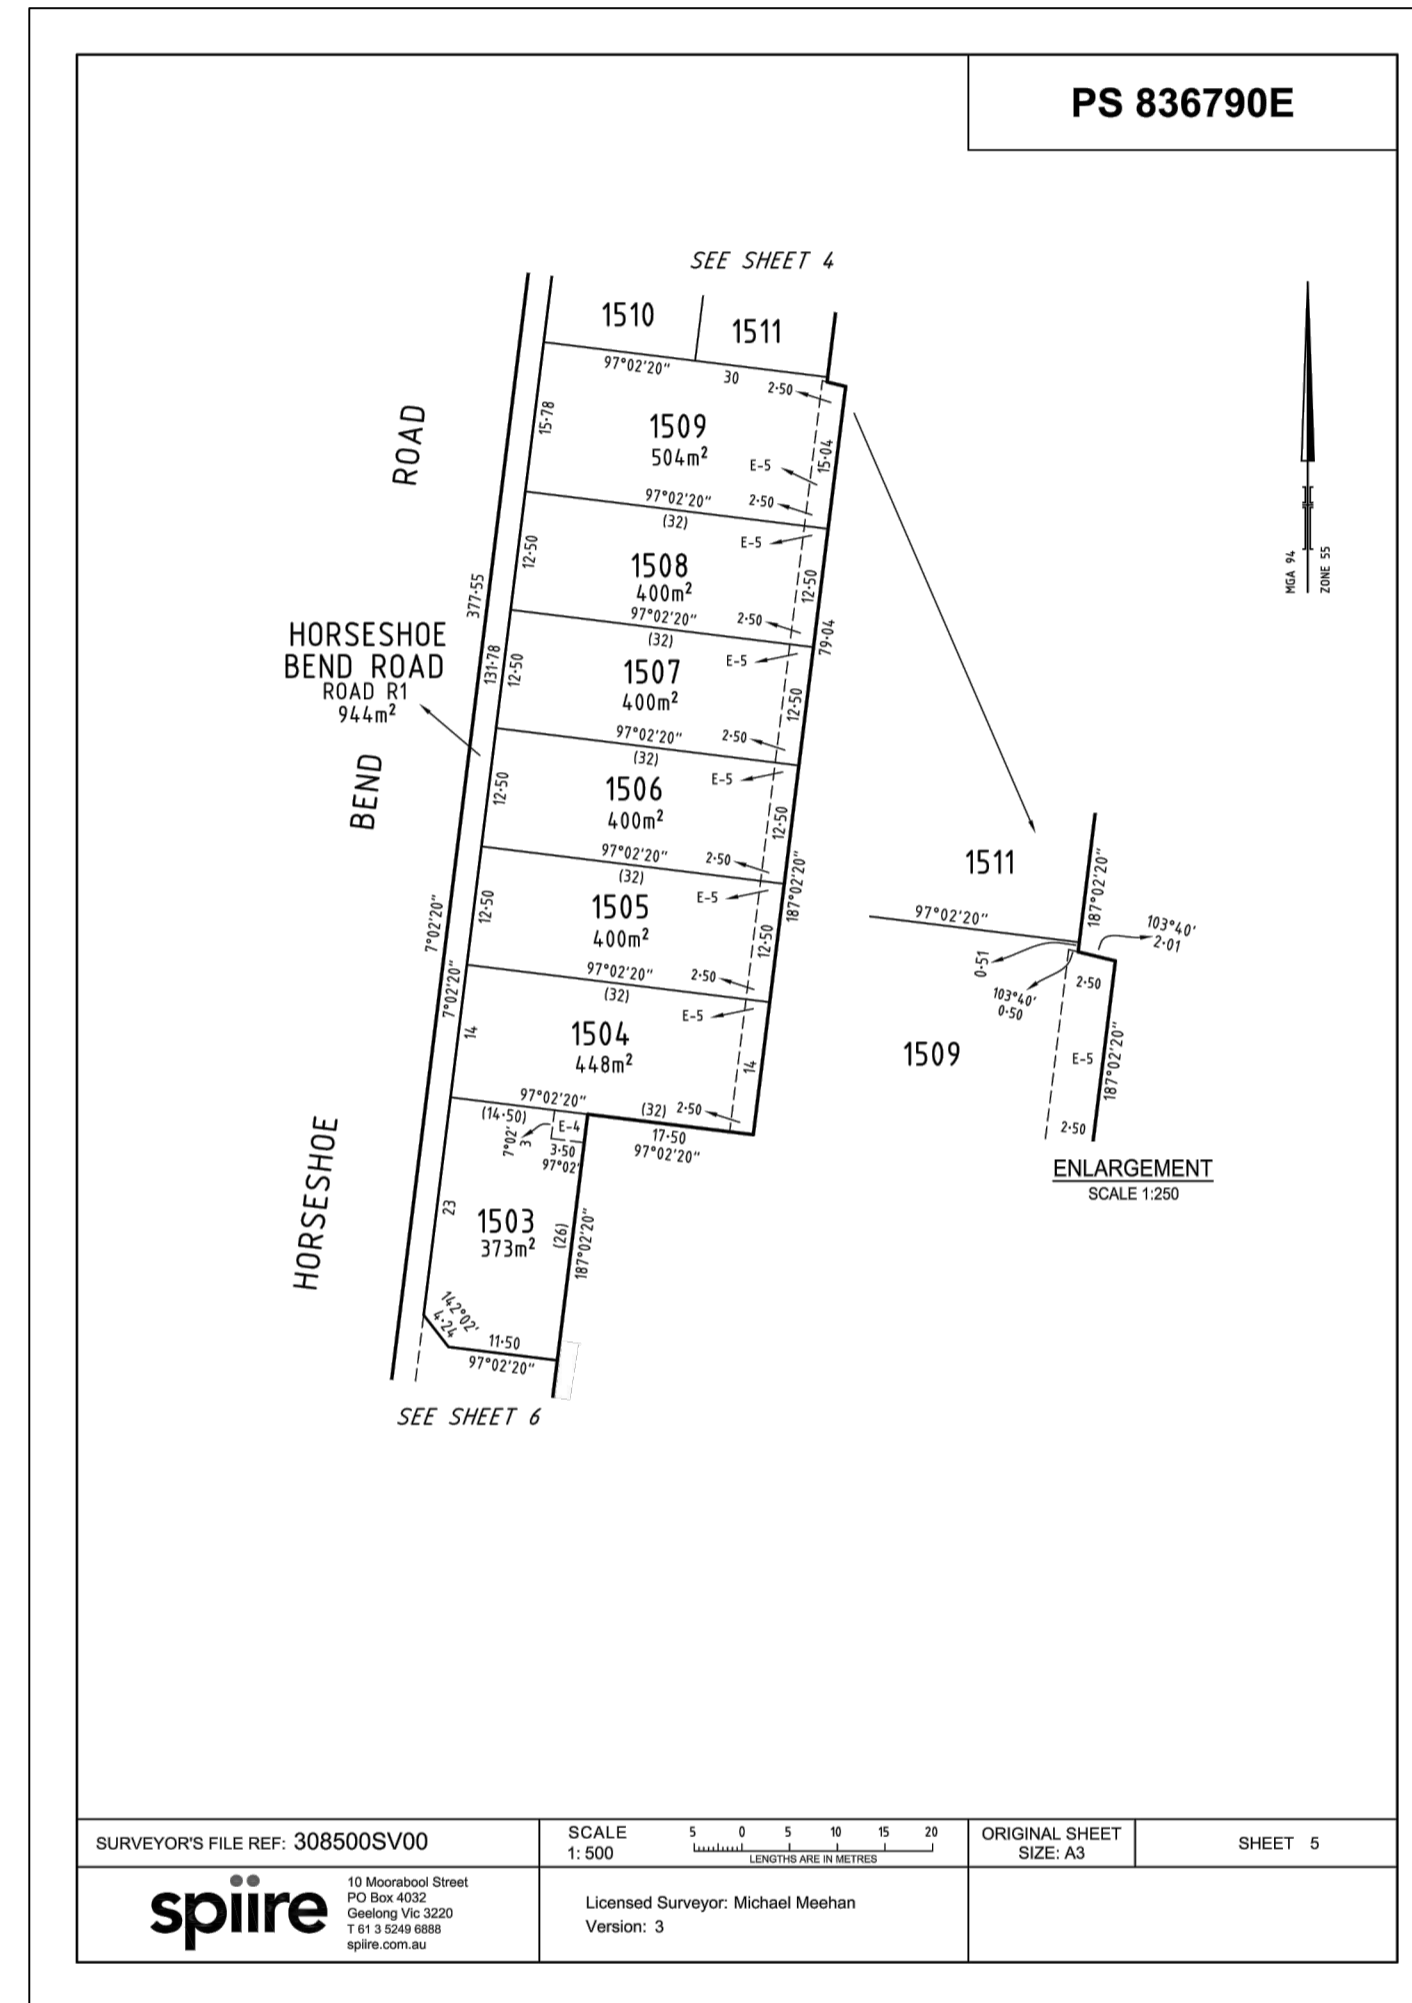 PS 836790E
SEE SHEET 4
1510
1511
97°02'20"
30
2·50
15·78
1509
504m²
E-5
15·04
97°02'20"
2·50
(32)
ROAD
12·50
1508
400m²
E-5
12·50
97°02'20"
2·50
(32)
377·55
79·04
HORSESHOE
BEND ROAD
ROAD R1
944m²
131·78
12·50
1507
400m²
E-5
12·50
97°02'20"
2·50
(32)
BEND
12·50
1506
400m²
E-5
12·50
97°02'20"
2·50
(32)
187°02'20"
7°02'20"
12·50
1505
400m²
E-5
12·50
97°02'20"
2·50
(32)
7°02'20"
14
1504
448m²
E-5
14
97°02'20"
(32)
2·50
(14·50)
17·50
97°02'20"
E-4
7°02'
3
3·50
97°02'
HORSESHOE
23
1503
373m²
(26)
187°02'20"
142°02'
4·24
11·50
97°02'20"
SEE SHEET 6
MGA 94
ZONE 55
1511
187°02'20"
97°02'20"
103°40'
2·01
0·51
103°40'
0·50
2·50
1509
E-5
187°02'20"
2·50
ENLARGEMENT
SCALE 1:250
SURVEYOR'S FILE REF: 308500SV00
SCALE
1: 500
5 0 5 10 15 20
LENGTHS ARE IN METRES
ORIGINAL SHEET
SIZE: A3
SHEET 5
spiire
10 Moorabool Street
PO Box 4032
Geelong Vic 3220
T 61 3 5249 6888
spiire.com.au
Licensed Surveyor: Michael Meehan
Version: 3